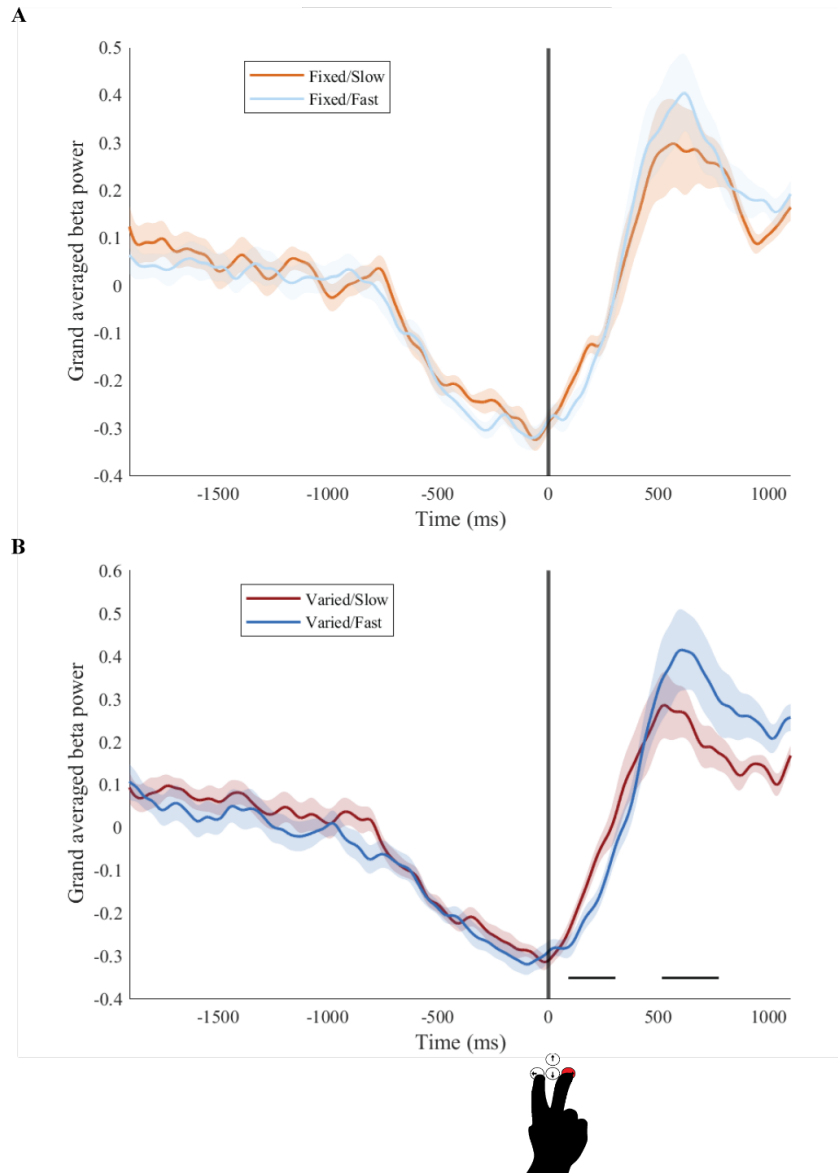 A
0.5
0.4
0.3
0.2
0.1
0
-0.1
-0.2
-0.3
-0.4
Grand averaged beta power
Fixed/Slow
Fixed/Fast
-1500 -1000 -500 0 500 1000
Time (ms)
B
0.6
0.5
0.4
0.3
0.2
0.1
0
-0.1
-0.2
-0.3
-0.4
Grand averaged beta power
Varied/Slow
Varied/Fast
-1500 -1000 -500 0 500 1000
Time (ms)